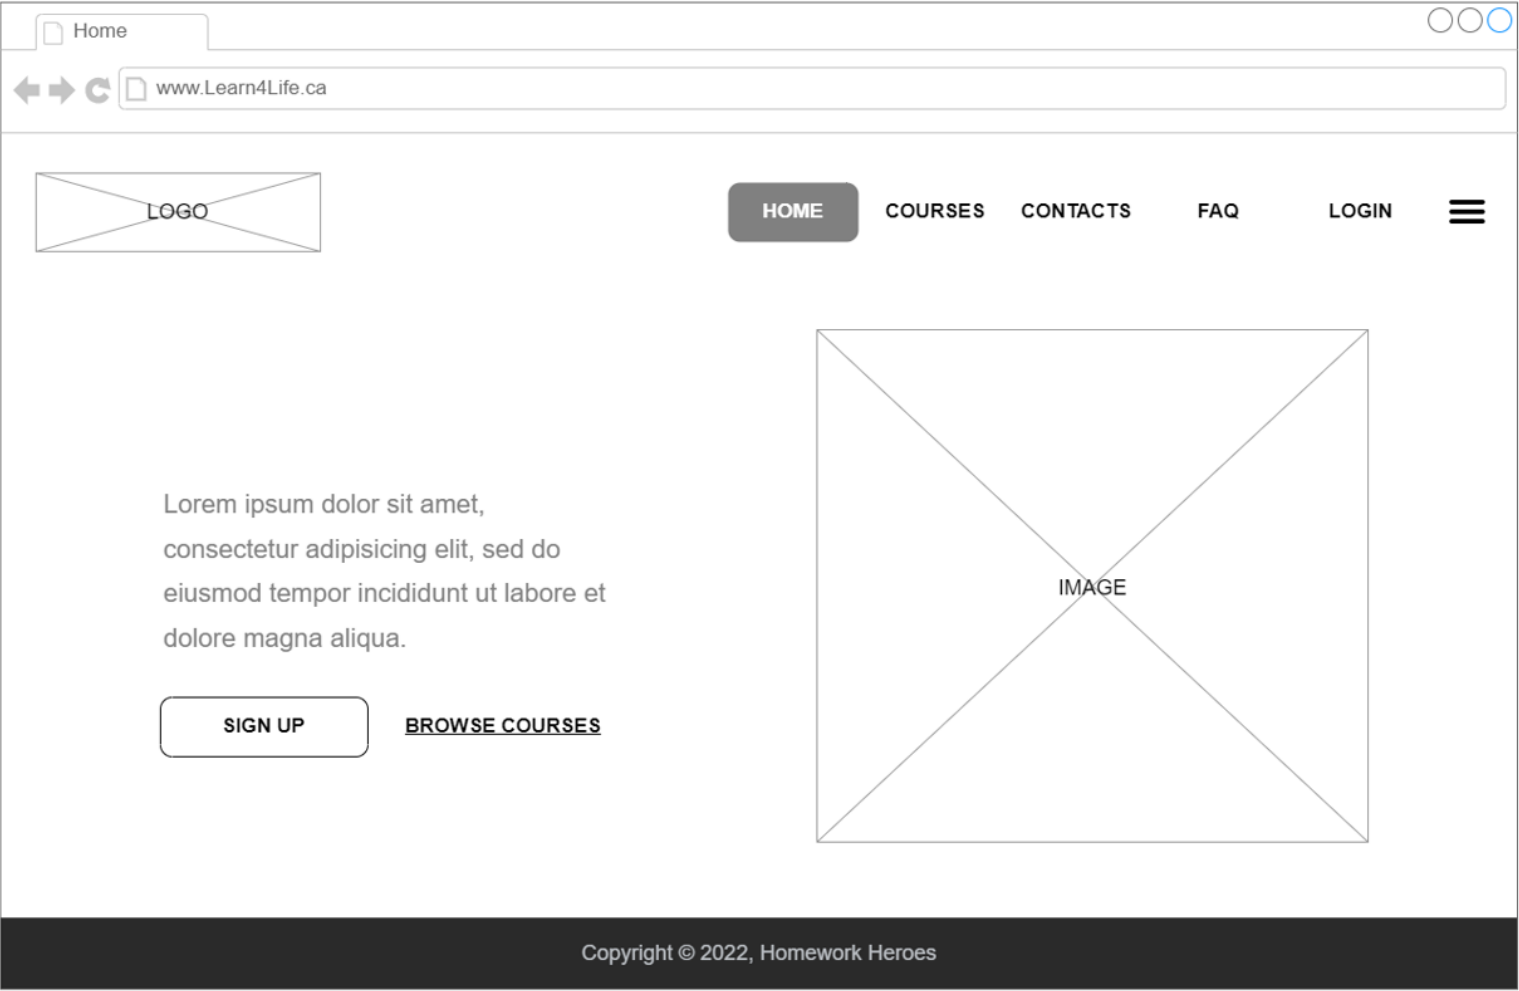 Home
www.Learn4Life.ca
LOGO
HOME
COURSES
CONTACTS
FAQ
LOGIN
Lorem ipsum dolor sit amet,
consectetur adipisicing elit, sed do
eiusmod tempor incididunt ut labore et
dolore magna aliqua.
SIGN UP
BROWSE COURSES
IMAGE
Copyright © 2022, Homework Heroes